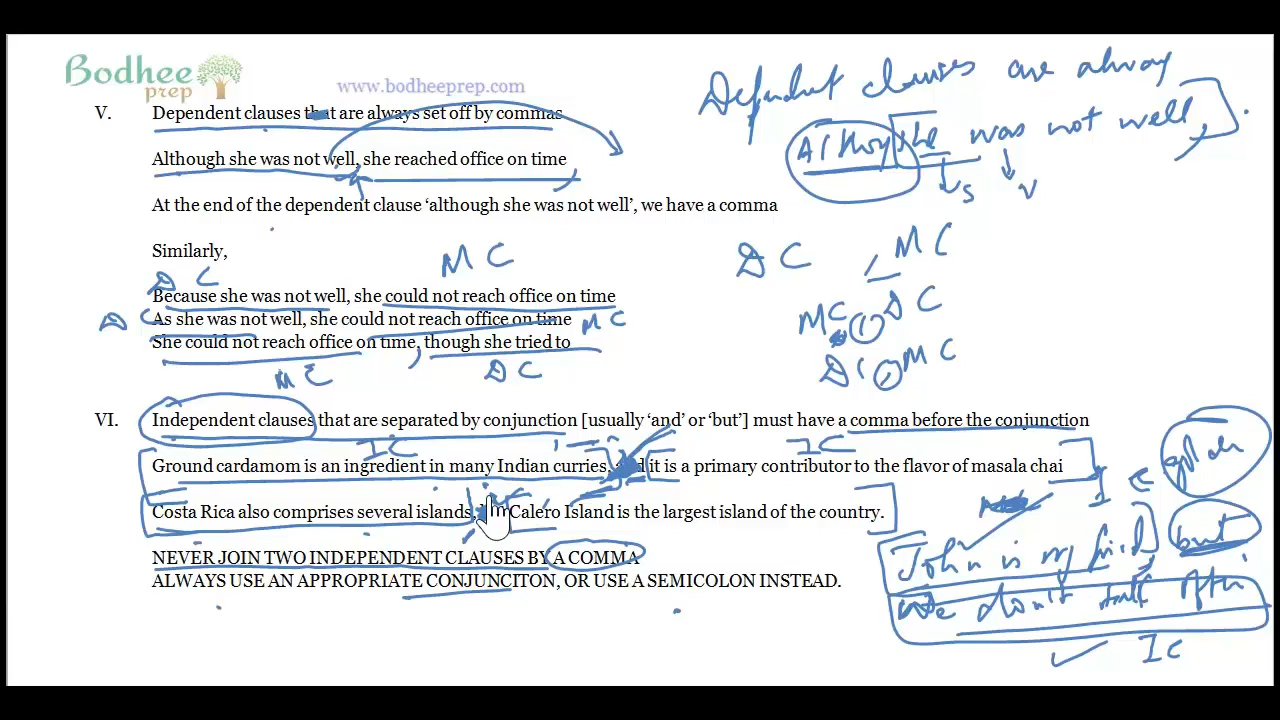 Bodhee
prep
www.bodheeprep.com
Dependent clauses are alway
V. Dependent clauses that are always set off by commas
Although she was not well,
Although she was not well, she reached office on time
S V
At the end of the dependent clause ‘although she was not well’, we have a comma
Similarly,
DC MC DC , MC
Because she was not well, she could not reach office on time
MC DC
DC As she was not well, she could not reach office on time MC
She could not reach office on time, though she tried to
DC , MC
MC DC
VI. Independent clauses that are separated by conjunction [usually ‘and’ or ‘but’] must have a comma before the conjunction
IC IC
Ground cardamom is an ingredient in many Indian curries, it is a primary contributor to the flavor of masala chai
IC
Costa Rica also comprises several islands, Calero Island is the largest island of the country.
but
John is my friend,
NEVER JOIN TWO INDEPENDENT CLAUSES BY A COMMA
ALWAYS USE AN APPROPRIATE CONJUNCITON, OR USE A SEMICOLON INSTEAD.
we don't talk often
IC